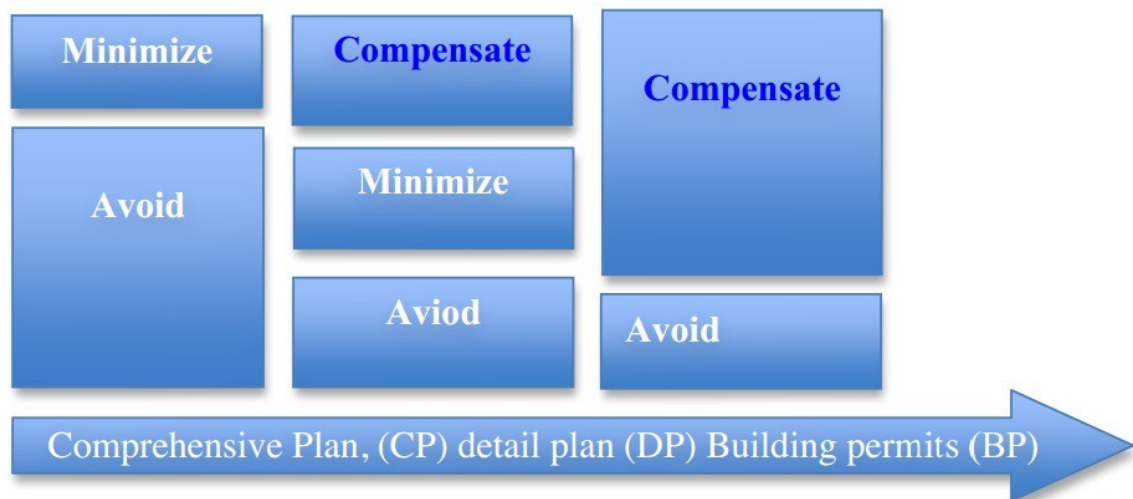 Minimize
Avoid
Compensate
Minimize
Aviod
Compensate
Avoid
Comprehensive Plan, (CP) detail plan (DP) Building permits (BP)